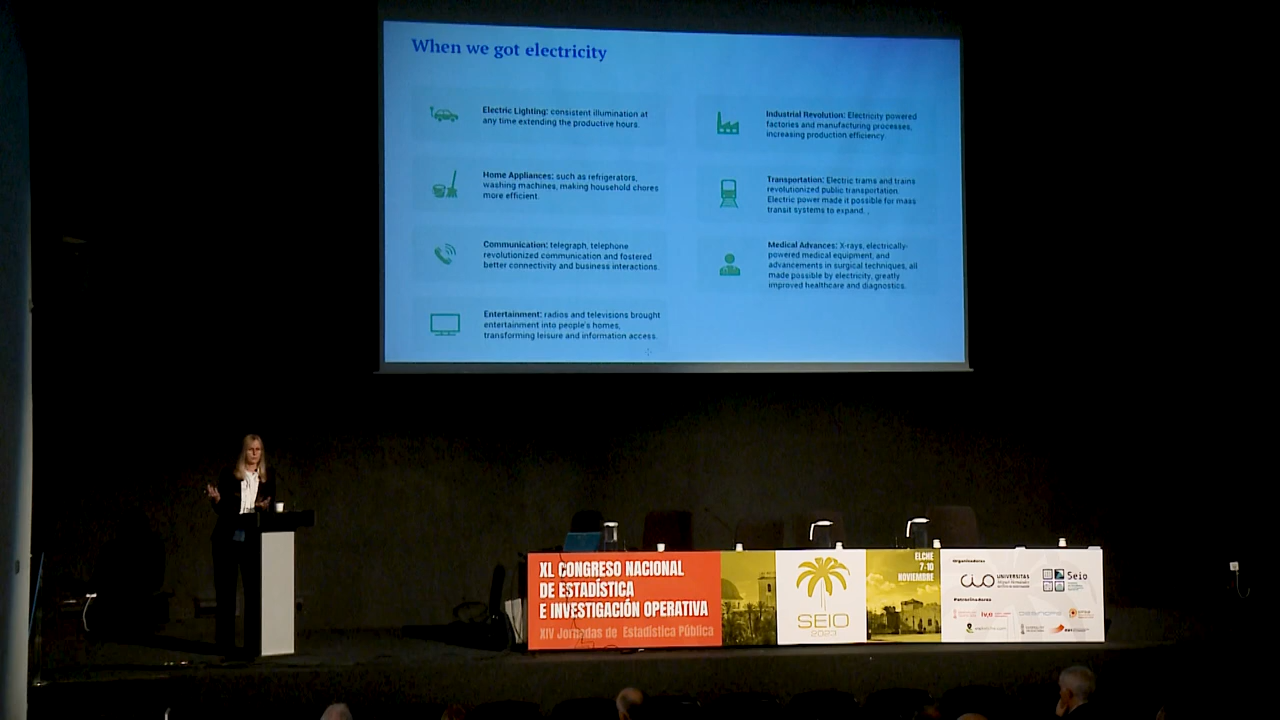 When we got electricity
Electric Lighting: consistent illumination at
any time extending the productive hours.
Home Appliances: such as refrigerators,
washing machines, making household chores
more efficient.
Communication: telegraph, telephone
revolutionized communication and fostered
better connectivity and business interactions.
Entertainment: radios and televisions brought
entertainment into people's homes,
transforming leisure and information access.
Industrial Revolution: Electricity powered
factories and manufacturing processes,
increasing production efficiency.
Transportation: Electric trams and trains
revolutionized public transportation.
Electric power made it possible for mass
transit systems to expand. .
Medical Advances: X-rays, electrically-
powered medical equipment, and
advancements in surgical techniques, all
made possible by electricity, greatly
improved healthcare and diagnostics.
XL CONGRESO NACIONAL
DE ESTADÍSTICA
E INVESTIGACIÓN OPERATIVA
XIV Jornadas de Estadística Pública
SEIO
2023
ELCHE
7-10
NOVIEMBRE
Organizadores
CIO
UNIVERSITAS
Miguel Hernández
Seio
Patrocinadores